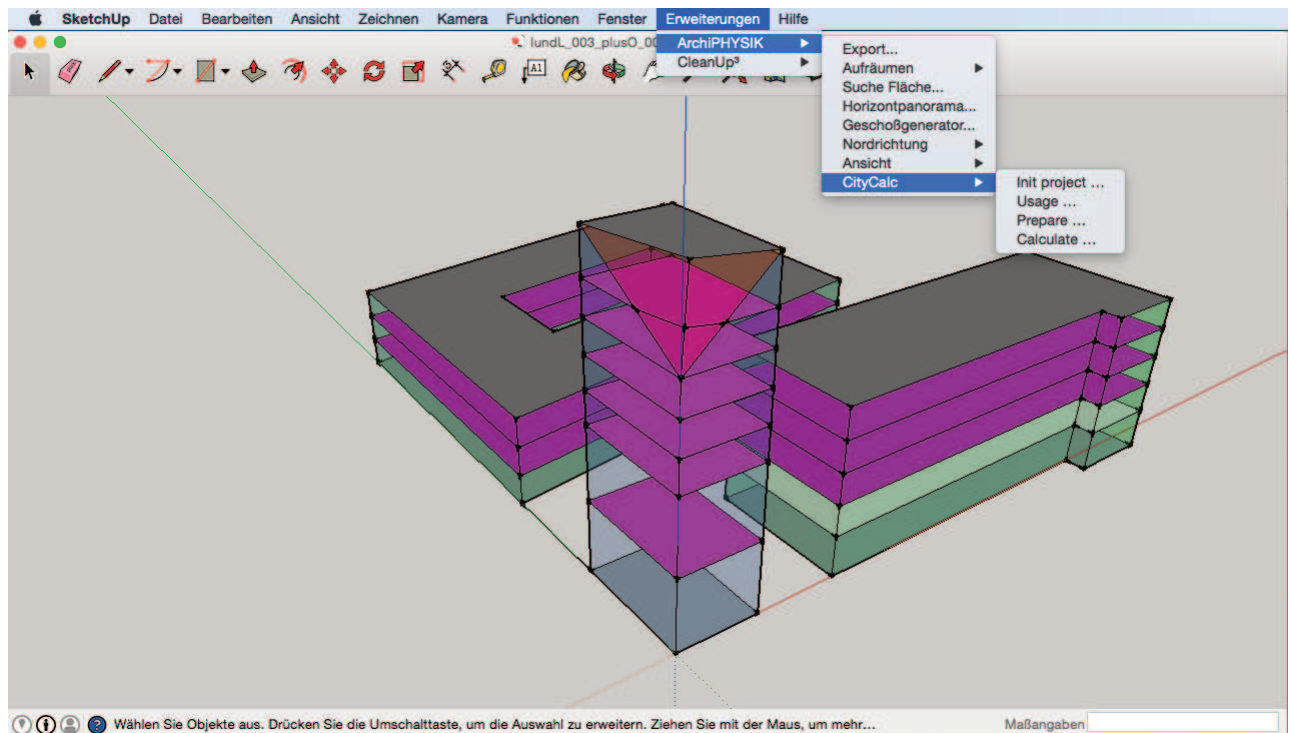 SketchUp Datei Bearbeiten Ansicht Zeichnen Kamera Funktionen Fenster Erweiterungen Hilfe
lundL_003_plusO_00
ArchiPHYSIK
CleanUp³
Export...
Aufräumen
Suche Fläche...
Horizontpanorama...
Geschoßgenerator...
Nordrichtung
Ansicht
CityCalc
Init project ...
Usage ...
Prepare ...
Calculate ...
A1
Wählen Sie Objekte aus. Drücken Sie die Umschalttaste, um die Auswahl zu erweitern. Ziehen Sie mit der Maus, um mehr...
Maßangaben